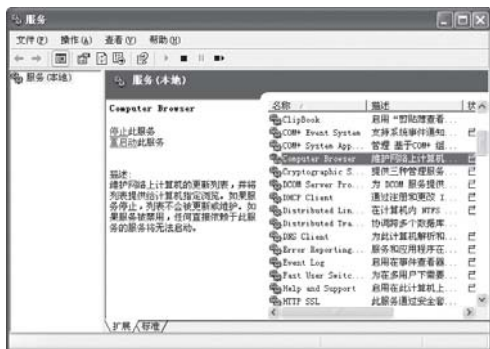 服务
文件(F) 操作(A) 查看(V) 帮助(H)
服务(本地)
服务(本地)
Computer Browser
停止此服务
重启动此服务
描述:
维护网络上计算机的更新列表，并将
列表提供给计算机指定浏览。如果服
务停止，列表不会被更新或维护。如
果服务被禁用，任何直接依赖于此服
务的服务将无法启动。
名称 / 描述 状
ClipBook 启用“剪贴簿查看...
COM+ Event System 支持系统事件通知... 已
COM+ System App... 管理 基于COM+ 组...
Computer Browser 维护网络上计算机... 已
Cryptographic S... 提供三种管理服务... 已
DCOM Server Pro... 为 DCOM 服务提供... 已
DHCP Client 通过注册和更改 I... 已
Distributed Lin... 在计算机内 NTFS ... 已
Distributed Tra... 协调跨多个数据库...
DNS Client 为此计算机解析和... 已
Error Reporting... 服务和应用程序在... 已
Event Log 启用在事件查看器... 已
Fast User Switc... 为在多用户下需要... 已
Help and Support 启用在此计算机上... 已
HTTP SSL 此服务通过安全套...
扩展 标准